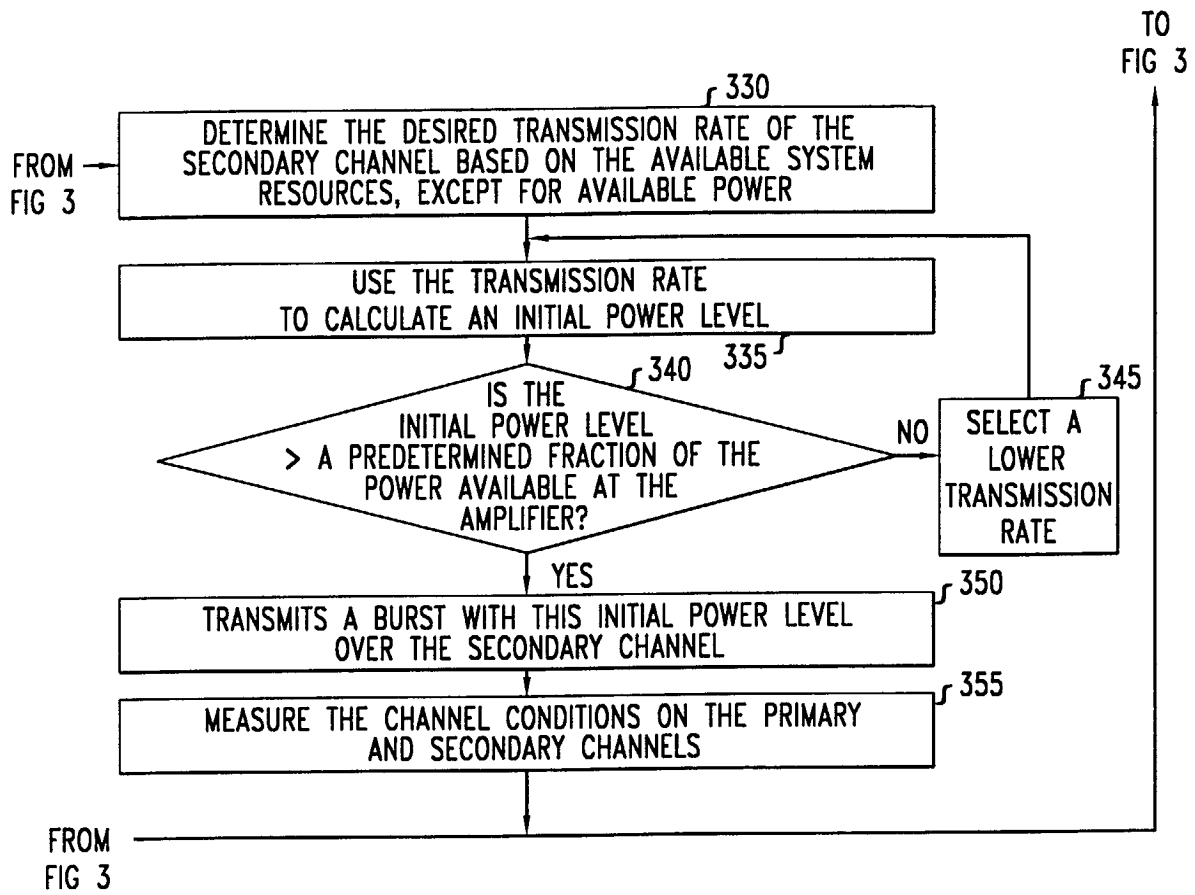 TO
FIG 3
330
FROM
FIG 3
DETERMINE THE DESIRED TRANSMISSION RATE OF THE
SECONDARY CHANNEL BASED ON THE AVAILABLE SYSTEM
RESOURCES, EXCEPT FOR AVAILABLE POWER
USE THE TRANSMISSION RATE
TO CALCULATE AN INITIAL POWER LEVEL
335
340
IS THE
INITIAL POWER LEVEL
> A PREDETERMINED FRACTION OF THE
POWER AVAILABLE AT THE
AMPLIFIER?
NO
345
SELECT A
LOWER
TRANSMISSION
RATE
YES
350
TRANSMITS A BURST WITH THIS INITIAL POWER LEVEL
OVER THE SECONDARY CHANNEL
355
MEASURE THE CHANNEL CONDITIONS ON THE PRIMARY
AND SECONDARY CHANNELS
FROM
FIG 3